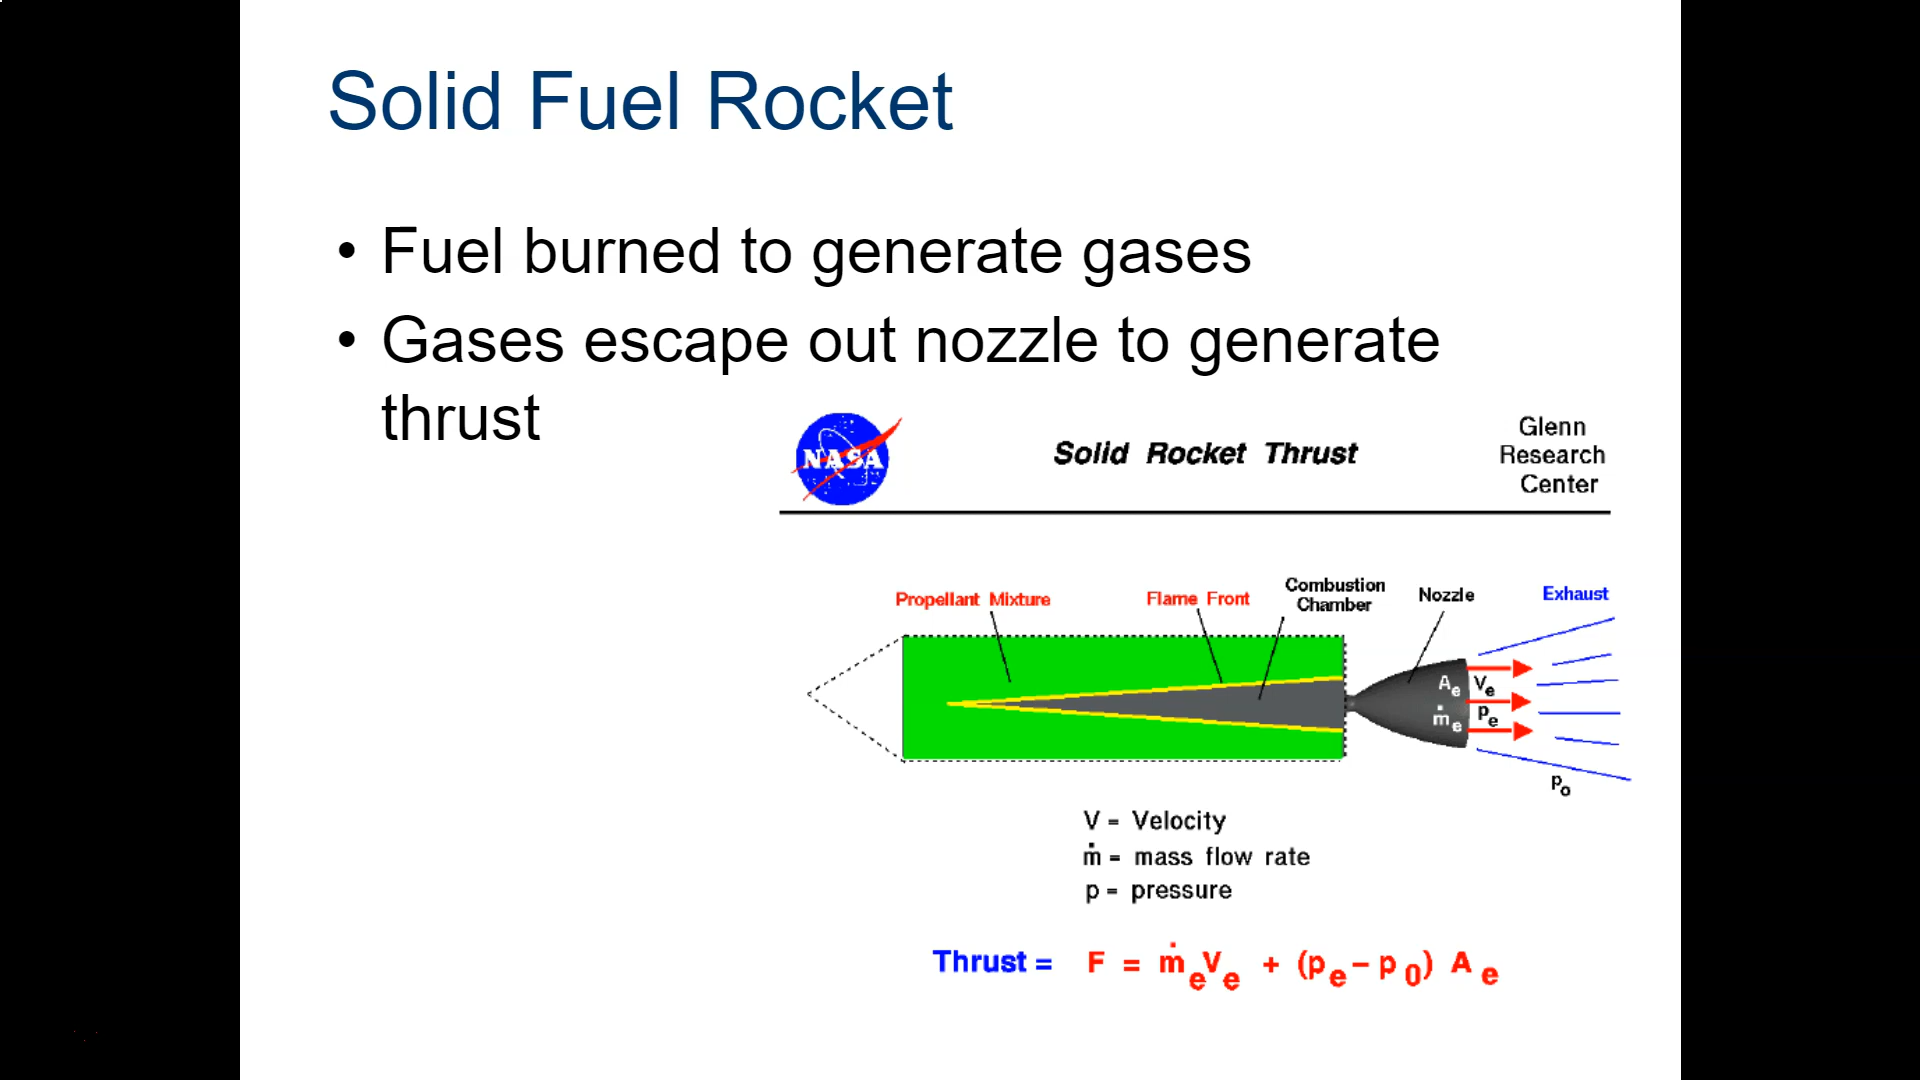 Solid Fuel Rocket
• Fuel burned to generate gases
• Gases escape out nozzle to generate
thrust
NASA
Solid Rocket Thrust
Glenn
Research
Center
Propellant Mixture
Flame Front
Combustion
Chamber
Nozzle
Exhaust
Ae
Ve
ṁe
pe
po
V = Velocity
ṁ = mass flow rate
p = pressure
Thrust = F = ṁeVe + (pe – p0) Ae